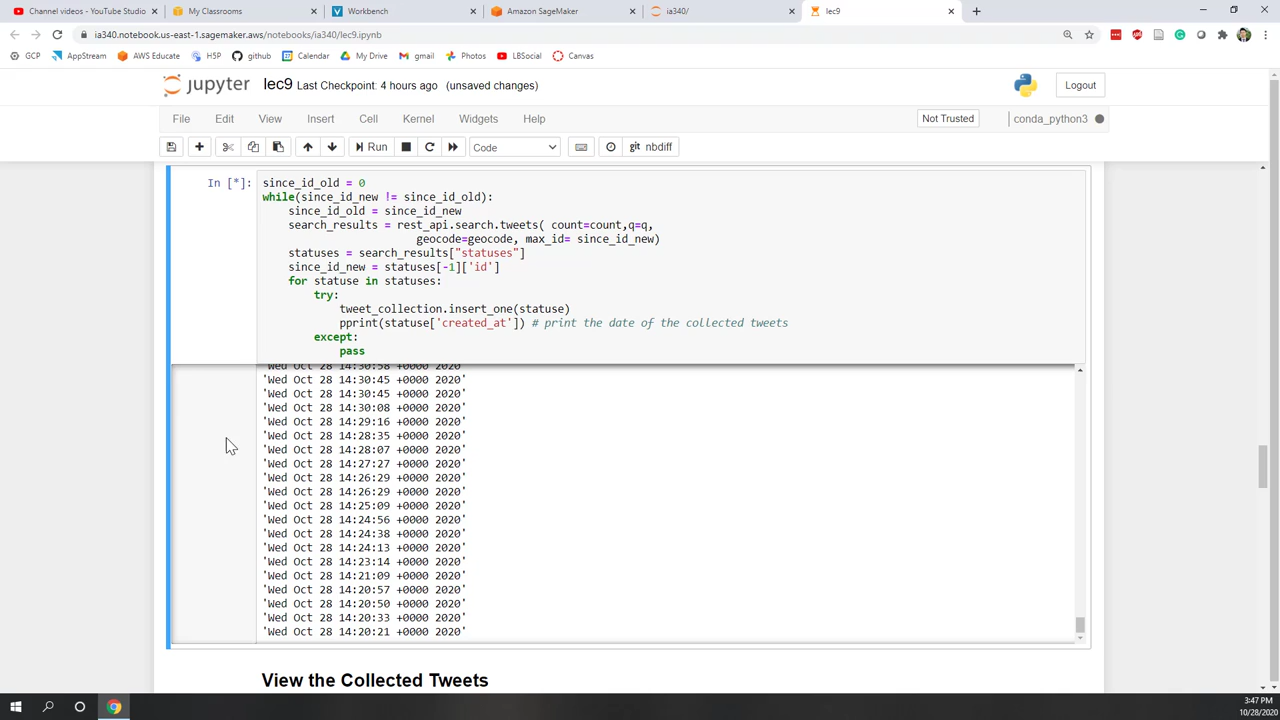 Channel videos - YouTube Studio
My Classrooms
Workbench
Amazon SageMaker
ia340/
lec9
ia340.notebook.us-east-1.sagemaker.aws/notebooks/ia340/lec9.ipynb
GCP
AppStream
AWS Educate
H5P
github
Calendar
My Drive
gmail
Photos
LBSocial
Canvas
jupyter
lec9 Last Checkpoint: 4 hours ago (unsaved changes)
Logout
File
Edit
View
Insert
Cell
Kernel
Widgets
Help
Not Trusted
conda_python3
Run
Code
git nbdiff
In [*]:
since_id_old = 0
while(since_id_new != since_id_old):
since_id_old = since_id_new
search_results = rest_api.search.tweets( count=count,q=q,
geocode=geocode, max_id= since_id_new)
statuses = search_results["statuses"]
since_id_new = statuses[-1]['id']
for statuse in statuses:
try:
tweet_collection.insert_one(statuse)
pprint(statuse['created_at']) # print the date of the collected tweets
except:
pass
'Wed Oct 28 14:30:58 +0000 2020'
'Wed Oct 28 14:30:45 +0000 2020'
'Wed Oct 28 14:30:45 +0000 2020'
'Wed Oct 28 14:30:08 +0000 2020'
'Wed Oct 28 14:29:16 +0000 2020'
'Wed Oct 28 14:28:35 +0000 2020'
'Wed Oct 28 14:28:07 +0000 2020'
'Wed Oct 28 14:27:27 +0000 2020'
'Wed Oct 28 14:26:29 +0000 2020'
'Wed Oct 28 14:26:29 +0000 2020'
'Wed Oct 28 14:25:09 +0000 2020'
'Wed Oct 28 14:24:56 +0000 2020'
'Wed Oct 28 14:24:38 +0000 2020'
'Wed Oct 28 14:24:13 +0000 2020'
'Wed Oct 28 14:23:14 +0000 2020'
'Wed Oct 28 14:21:09 +0000 2020'
'Wed Oct 28 14:20:57 +0000 2020'
'Wed Oct 28 14:20:50 +0000 2020'
'Wed Oct 28 14:20:33 +0000 2020'
'Wed Oct 28 14:20:21 +0000 2020'
View the Collected Tweets
3:47 PM
10/28/2020